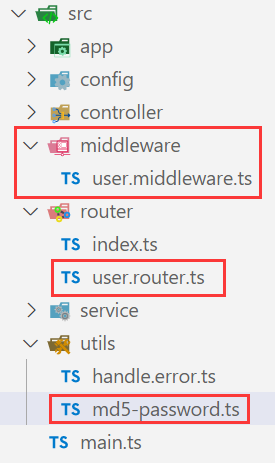 src
app
config
controller
middleware
TS user.middleware.ts
router
TS index.ts
TS user.router.ts
service
utils
TS handle.error.ts
TS md5-password.ts
TS main.ts